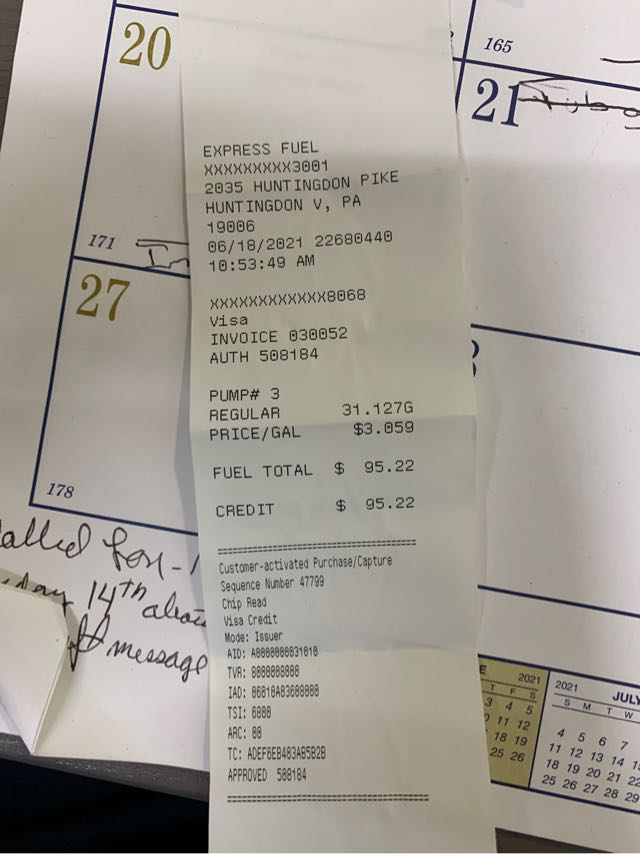 20
165
21
EXPRESS FUEL
XXXXXXXXX3001
2035 HUNTINGDON PIKE
HUNTINGDON V, PA
19006
06/18/2021 22680440
10:53:49 AM
171
27
XXXXXXXXXXXX8068
Visa
INVOICE 030052
AUTH 508184
PUMP# 3
REGULAR 31.127G
PRICE/GAL $3.059
FUEL TOTAL $ 95.22
CREDIT $ 95.22
178
14th
message
====================================
Customer-activated Purchase/Capture
Sequence Number 47799
Chip Read
Visa Credit
Mode: Issuer
AID: A0000000031010
TVR: 8080008000
TSI: 6800
ARC: 00
TC: ADEF6EB483AB5B2B
APPROVED 508184
====================================
2021
T F S
3 4 5
11 12
18 19
25 26
2021 JULY
S M T W
4 5 6 7
11 12 13 14
18 19 20 21 22
25 26 27 28 29